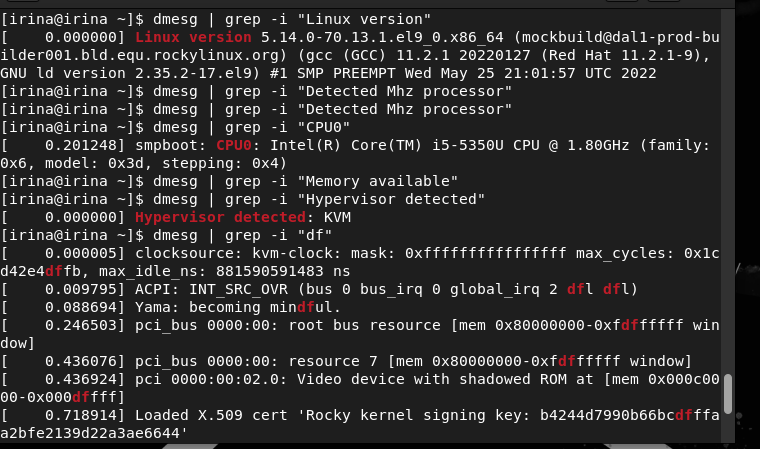 [irina@irina ~]$ dmesg | grep -i "Linux version"
[    0.000000] Linux version 5.14.0-70.13.1.el9_0.x86_64 (mockbuild@dal1-prod-bu
ilder001.bld.equ.rockylinux.org) (gcc (GCC) 11.2.1 20220127 (Red Hat 11.2.1-9),
GNU ld version 2.35.2-17.el9) #1 SMP PREEMPT Wed May 25 21:01:57 UTC 2022
[irina@irina ~]$ dmesg | grep -i "Detected Mhz processor"
[irina@irina ~]$ dmesg | grep -i "Detected Mhz processor"
[irina@irina ~]$ dmesg | grep -i "CPU0"
[    0.201248] smpboot: CPU0: Intel(R) Core(TM) i5-5350U CPU @ 1.80GHz (family:
0x6, model: 0x3d, stepping: 0x4)
[irina@irina ~]$ dmesg | grep -i "Memory available"
[irina@irina ~]$ dmesg | grep -i "Hypervisor detected"
[    0.000000] Hypervisor detected: KVM
[irina@irina ~]$ dmesg | grep -i "df"
[    0.000005] clocksource: kvm-clock: mask: 0xffffffffffffffff max_cycles: 0x1c
d42e4dffb, max_idle_ns: 881590591483 ns
[    0.009795] ACPI: INT_SRC_OVR (bus 0 bus_irq 0 global_irq 2 dfl dfl)
[    0.088694] Yama: becoming mindful.
[    0.246503] pci_bus 0000:00: root bus resource [mem 0x80000000-0xfdffffff win
dow]
[    0.436076] pci_bus 0000:00: resource 7 [mem 0x80000000-0xfdffffff window]
[    0.436924] pci 0000:00:02.0: Video device with shadowed ROM at [mem 0x000c00
00-0x000dffff]
[    0.718914] Loaded X.509 cert 'Rocky kernel signing key: b4244d7990b66bcdfffa
a2bfe2139d22a3ae6644'